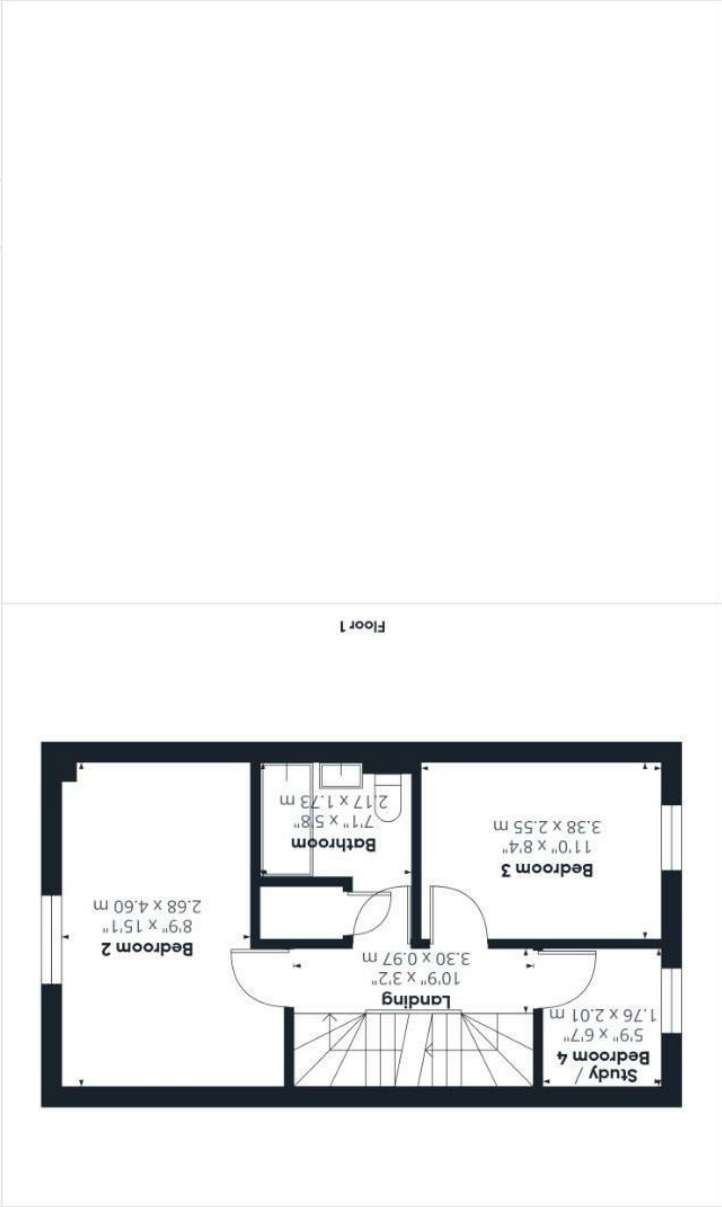 Study /
Bedroom 4
5'9" x 6'7"
1.76 x 2.01 m
Landing
10'9" x 3'2"
3.30 x 0.97 m
Bedroom 2
8'9" x 15'1"
2.68 x 4.60 m
Bedroom 3
11'0" x 8'4"
3.38 x 2.55 m
Bathroom
7'1" x 5'8"
2.17 x 1.73 m
Floor 1